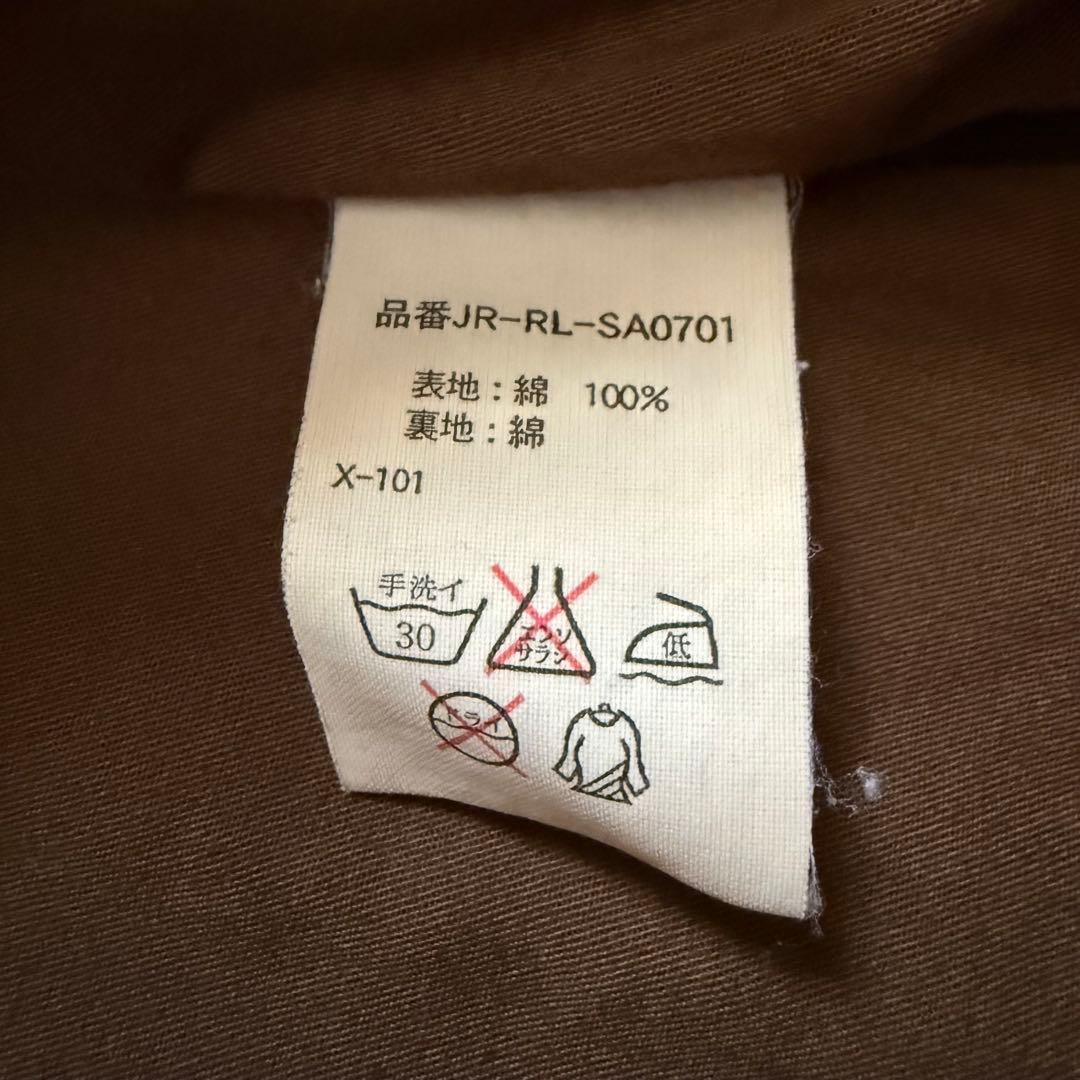 品番JR-RL-SA0701
表地:綿 100%
裏地:綿
X-101
手洗イ
30
エンソ
サラシ
低
ドライ